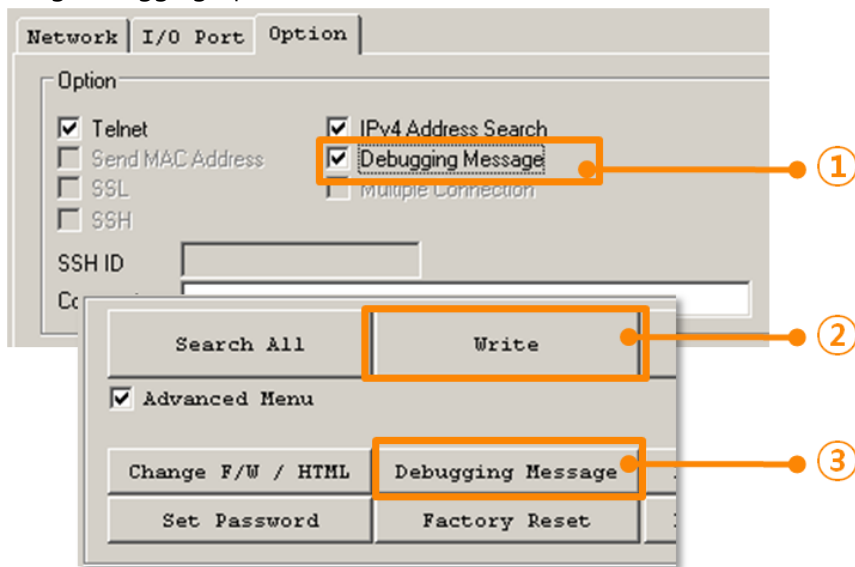 Network I/O Port Option
Option
Telnet IPv4 Address Search
Send MAC Address Debugging Message ①
SSL Multiple Connection
SSH
SSH ID
Search All Write ②
Advanced Menu
Change F/W / HTML Debugging Message ③
Set Password Factory Reset